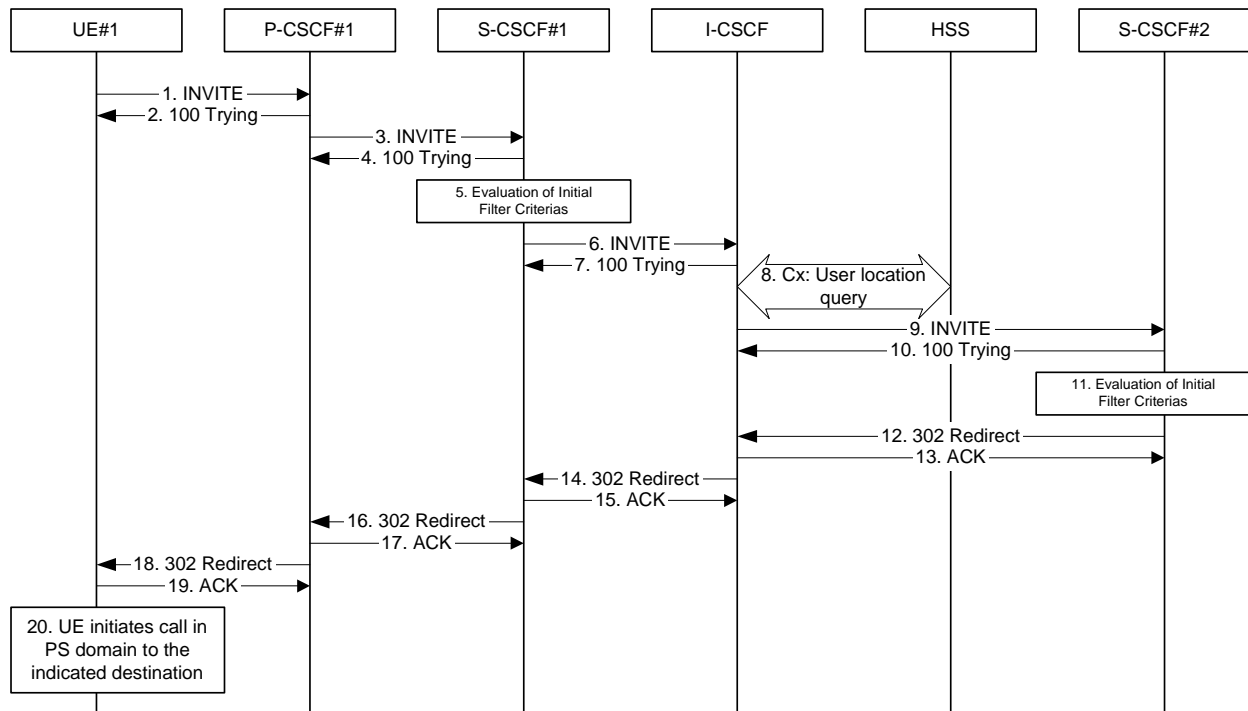 UE#1
P-CSCF#1
S-CSCF#1
I-CSCF
HSS
S-CSCF#2
1. INVITE
2. 100 Trying
3. INVITE
4. 100 Trying
5. Evaluation of Initial
Filter Criterias
6. INVITE
7. 100 Trying
8. Cx: User location
query
9. INVITE
10. 100 Trying
11. Evaluation of Initial
Filter Criterias
12. 302 Redirect
13. ACK
14. 302 Redirect
15. ACK
16. 302 Redirect
17. ACK
18. 302 Redirect
19. ACK
20. UE initiates call in
PS domain to the
indicated destination